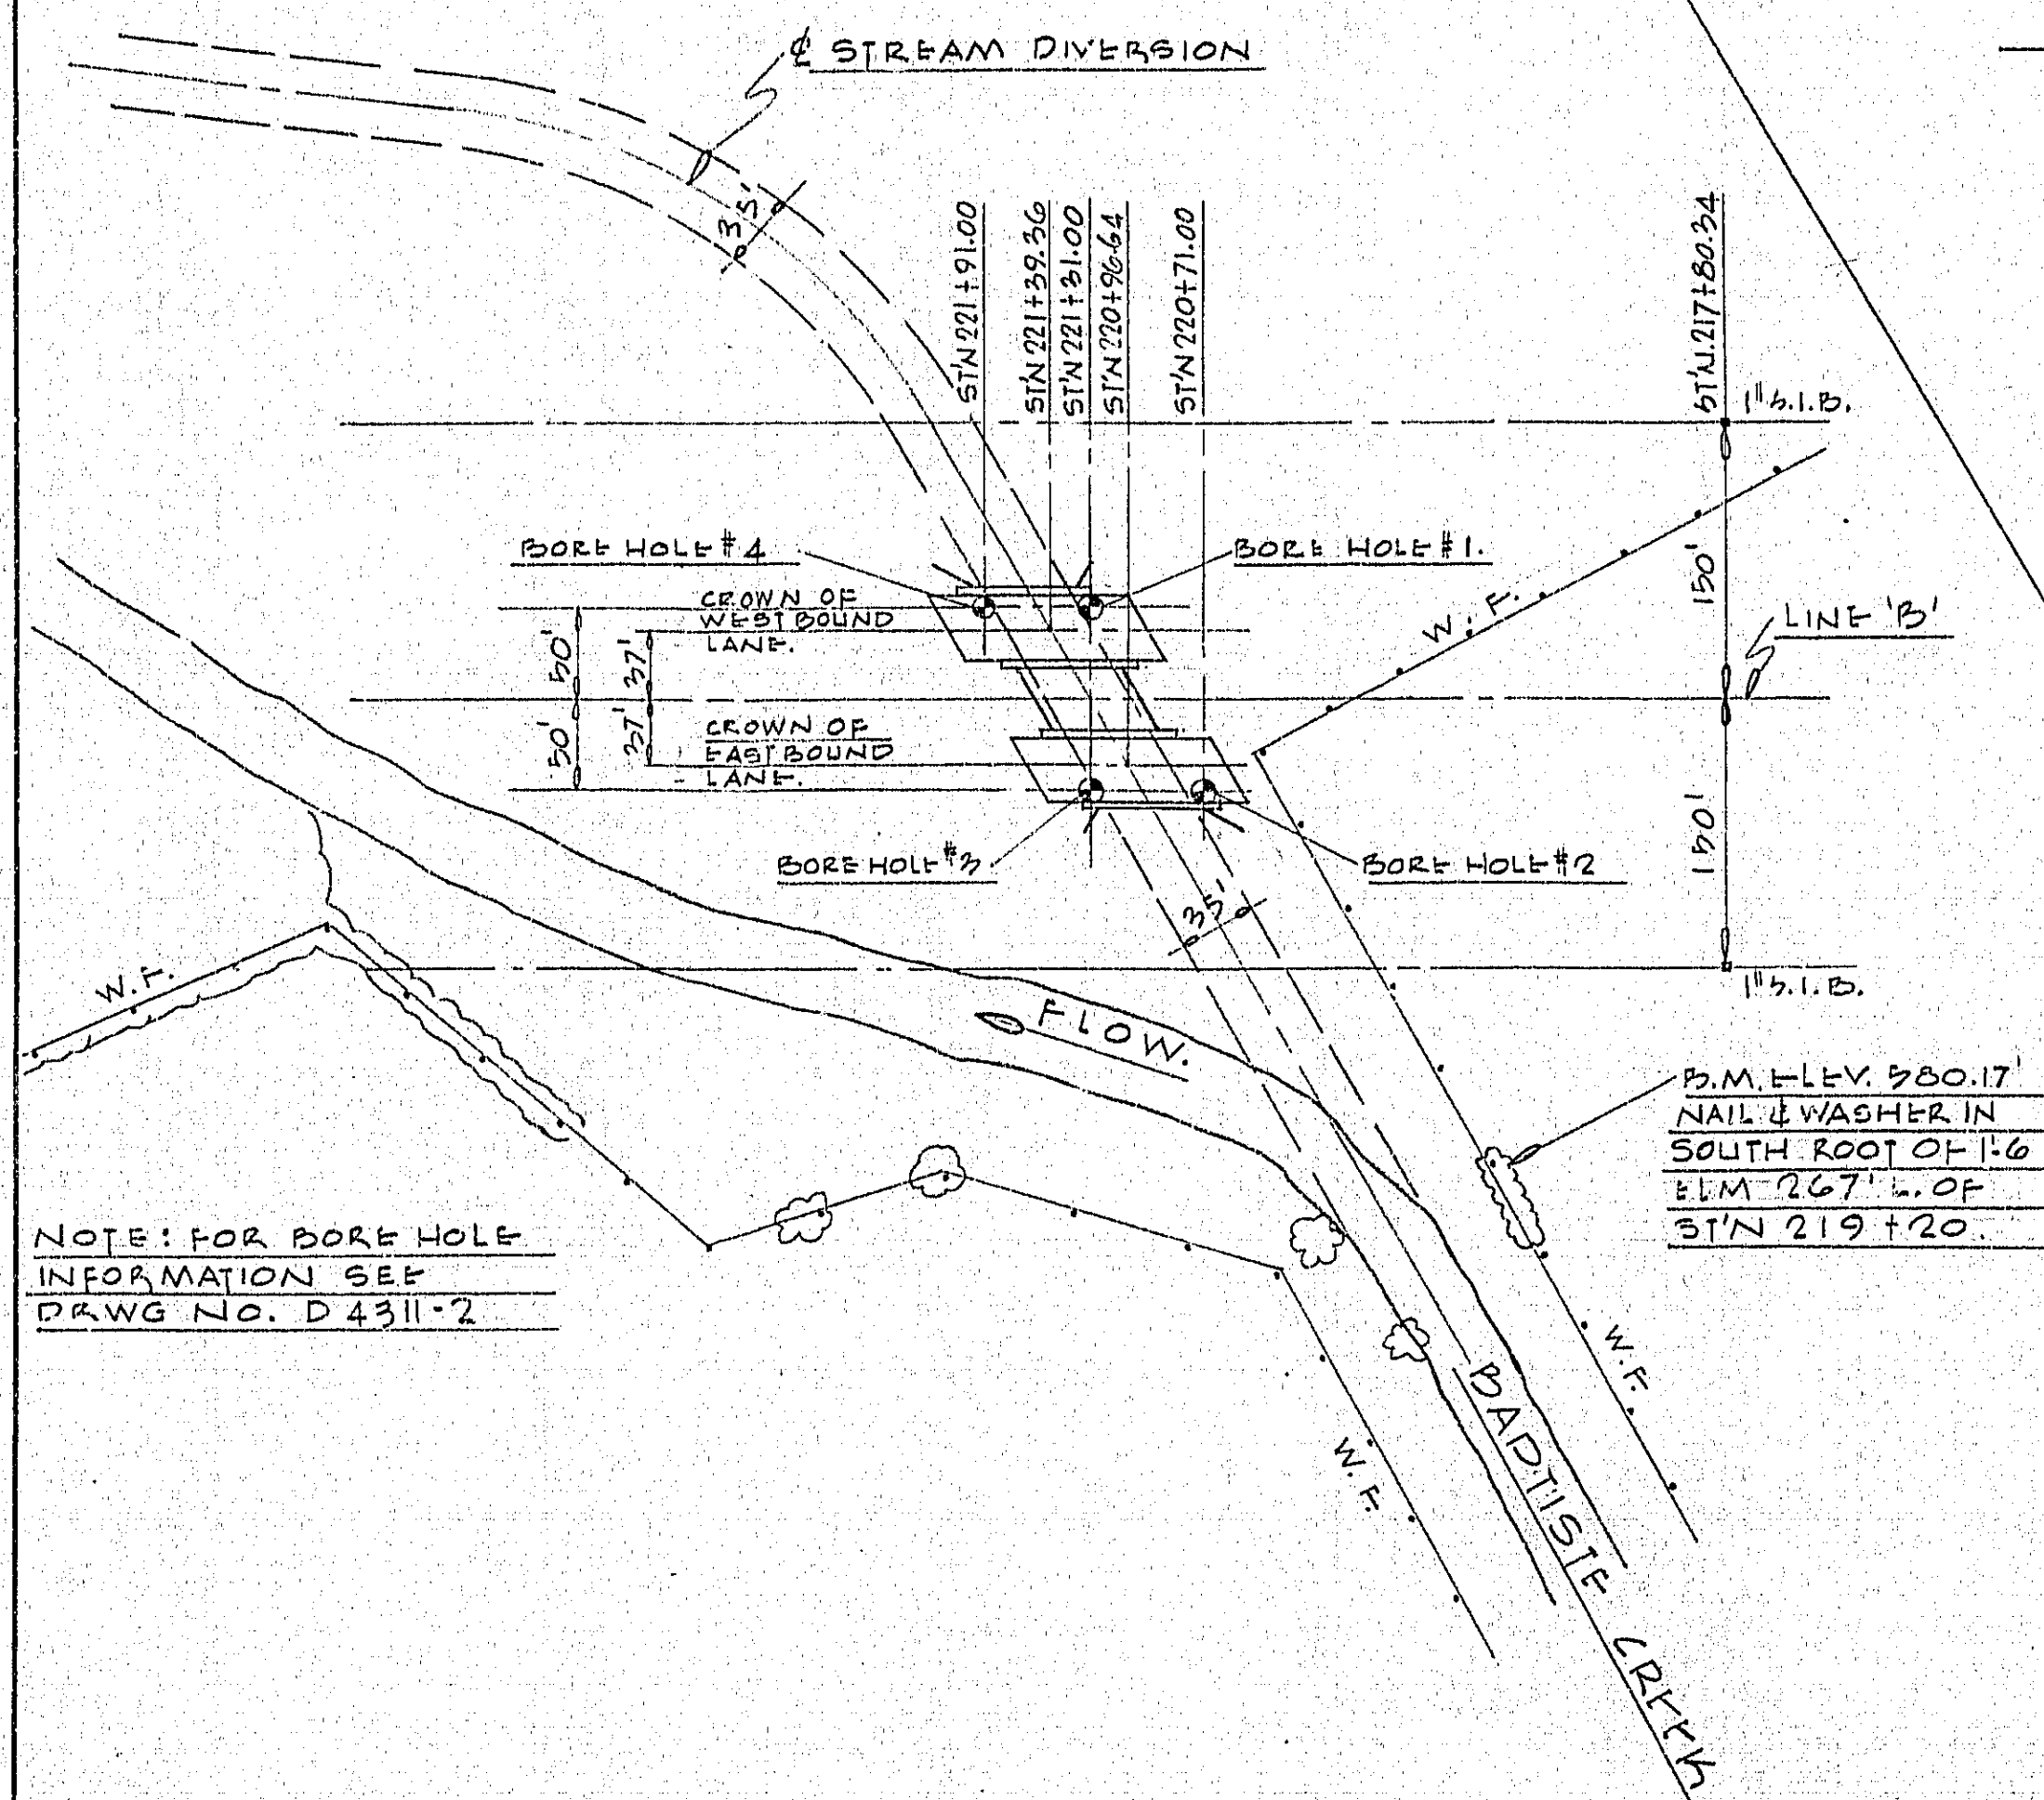 ℄ STREAM DIVERSION
35'
ST'N 221+91.00
ST'N 221+39.36
ST'N 221+31.00
ST'N 220+96.64
ST'N 220+71.00
ST'N. 217+80.34
1" S.I.B.
BORE HOLE #4
BORE HOLE #1.
W. F.
150'
LINE 'B'
CROWN OF
WEST BOUND
LANE.
50'
37'
50'
37'
CROWN OF
EAST BOUND
LANE.
150'
BORE HOLE #3
BORE HOLE #2
35'
W. F.
1" S.I.B.
FLOW.
B.M. ELEV. 580.17'
NAIL & WASHER IN
SOUTH ROOT OF 1.6
ELM 267' L. OF
ST'N 219 +20.
NOTE: FOR BORE HOLE
INFORMATION SEE
DRWG NO. D 4311-2
W. F.
W. F.
BAPTISTE CREEK